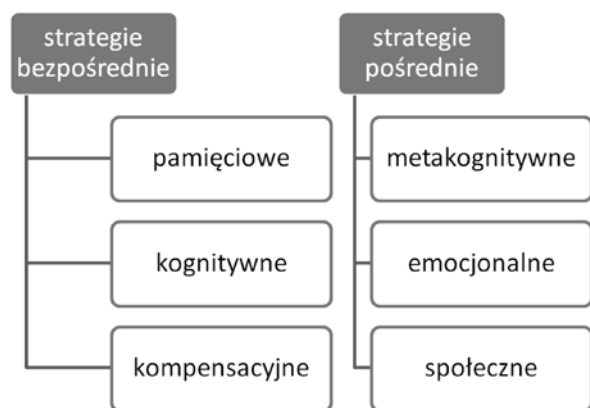 strategie
bezpośrednie
pamięciowe
kognitywne
kompensacyjne
strategie
pośrednie
metakognitywne
emocjonalne
społeczne